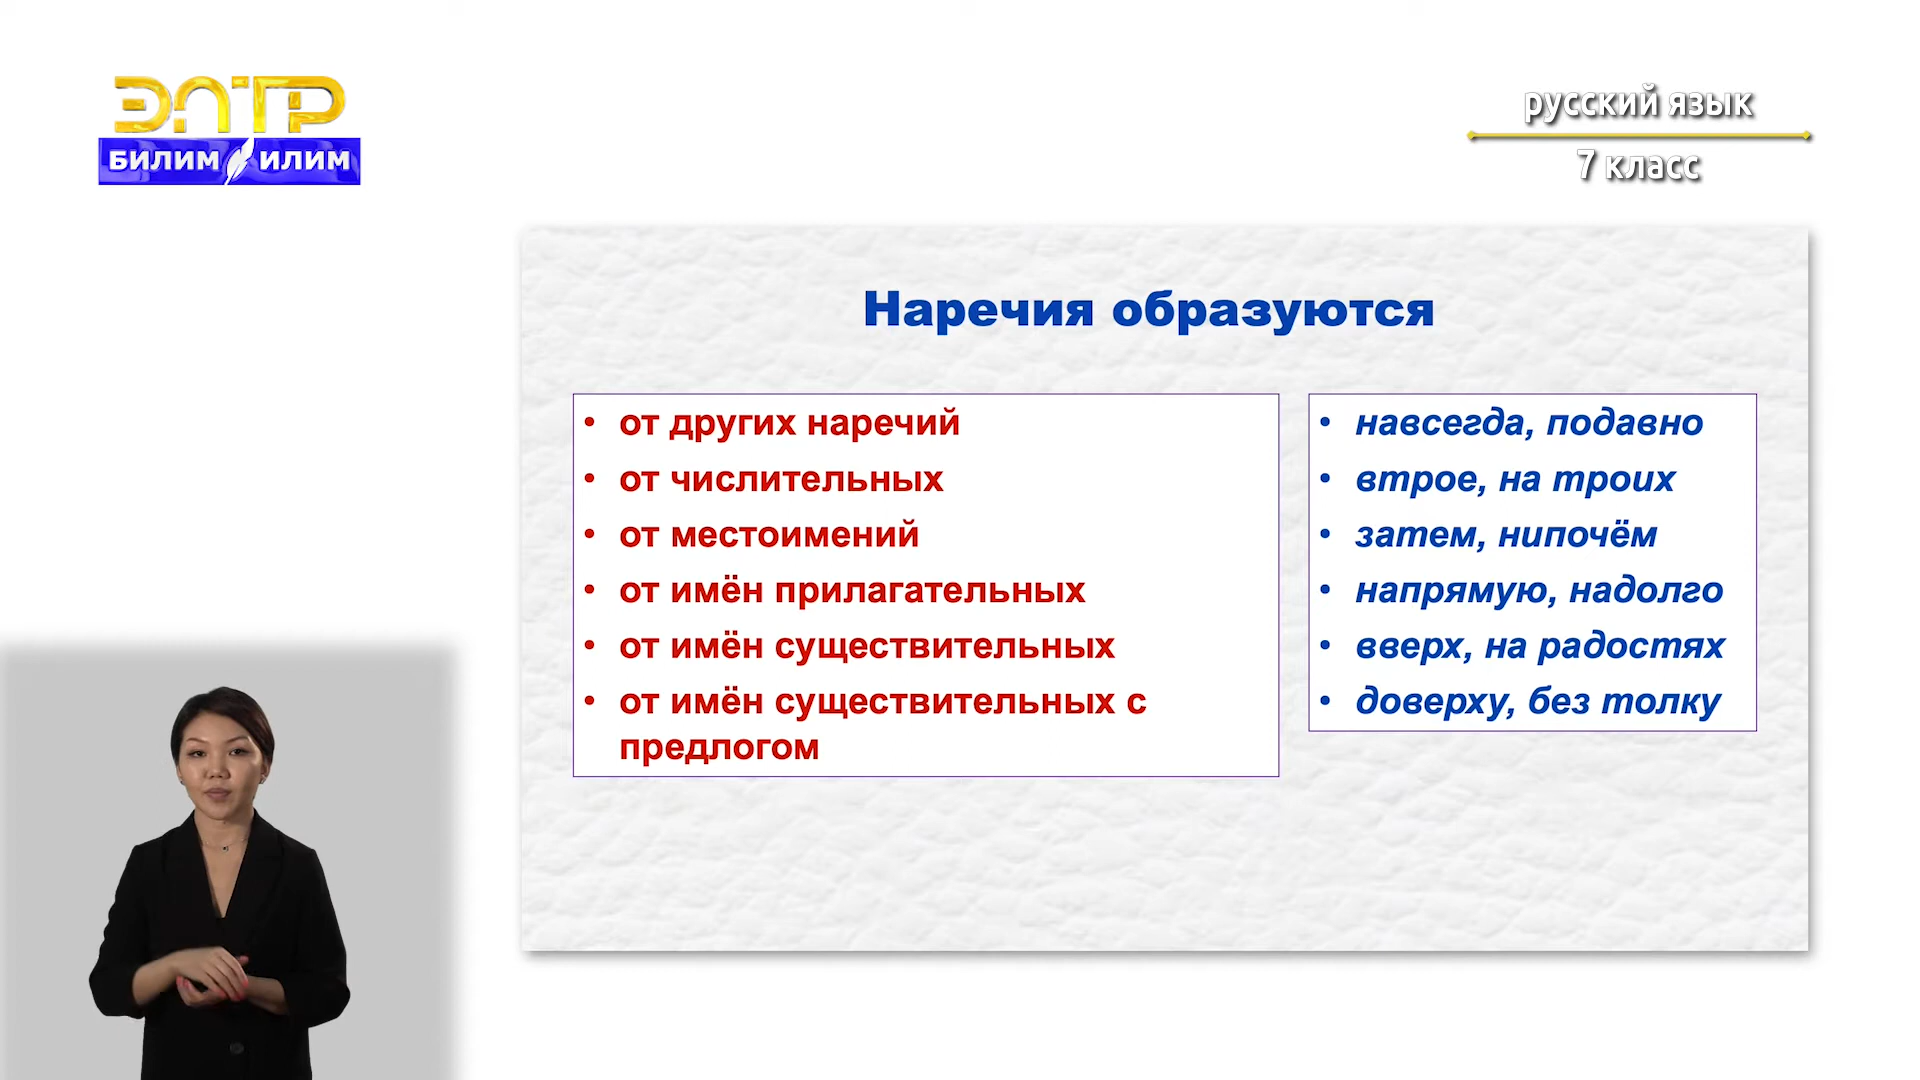 ЭЛТР
БИЛИМ ИЛИМ
русский язык
7 класс
Наречия образуются
• от других наречий
• от числительных
• от местоимений
• от имён прилагательных
• от имён существительных
• от имён существительных с
предлогом
• навсегда, подавно
• втрое, на троих
• затем, нипочём
• напрямую, надолго
• вверх, на радостях
• доверху, без толку